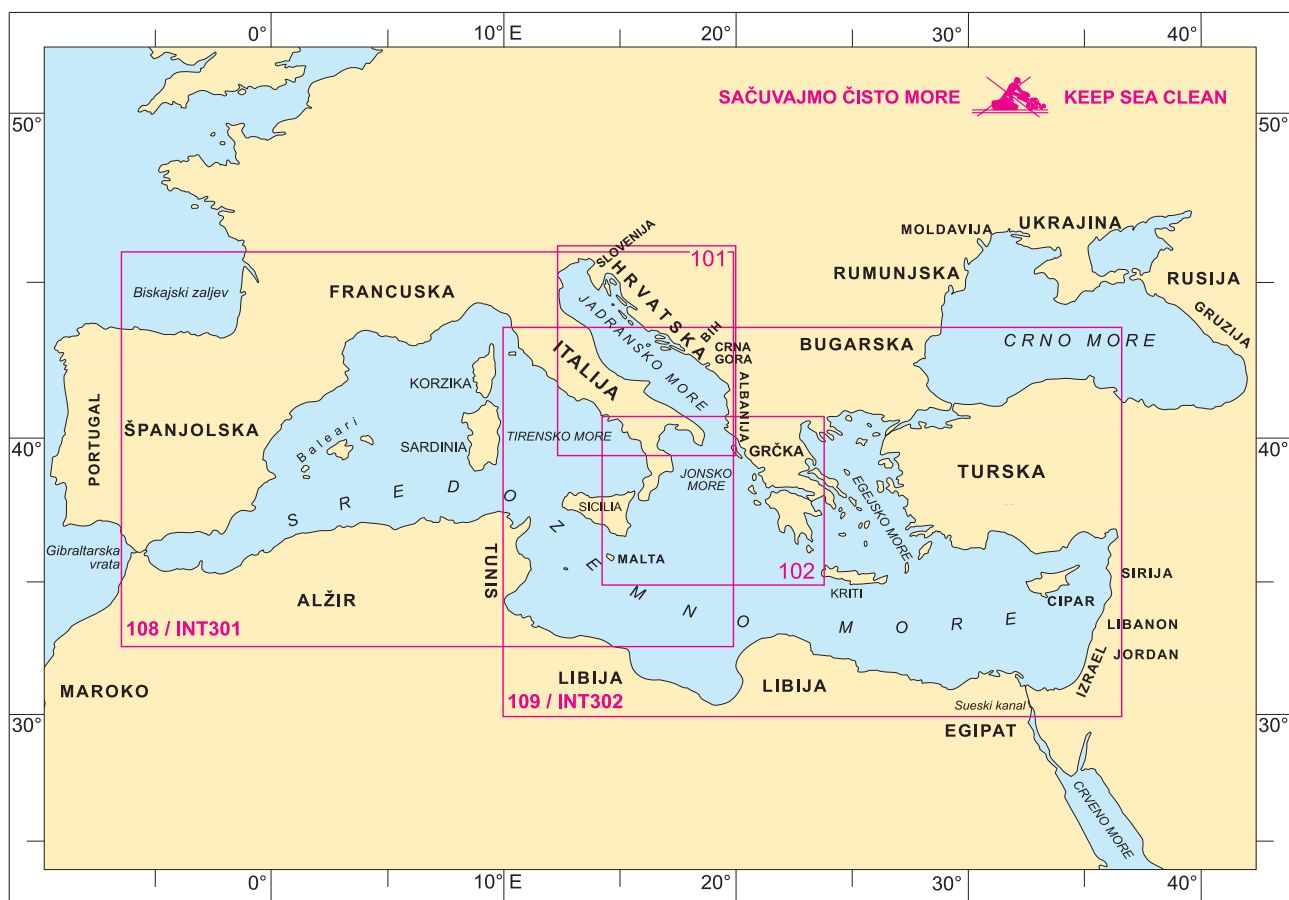 0°
10° E
20°
30°
40°
SAČUVAJMO ČISTO MORE
KEEP SEA CLEAN
50°
50°
SLOVENIJA
MOLDAVIJA
UKRAJINA
101
HRVATSKA
RUMUNJSKA
RUSIJA
Biskajski zaljev
FRANCUSKA
JADRANSKO MORE
GRUZIJA
BIH
CRNA
GORA
BUGARSKA
CRNO MORE
ITALIJA
KORZIKA
ALBANIJA
PORTUGAL
ŠPANJOLSKA
Baleari
SARDINIA
TIRENSKO MORE
40°
40°
GRČKA
TURSKA
JONSKO
MORE
EGEJSKO MORE
SREDOZEMNO MORE
SICILIA
Gibraltarska
vrata
TUNIS
MALTA
102
KRITI
SIRIJA
CIPAR
ALŽIR
108 / INT301
LIBANON
JORDAN
IZRAEL
MAROKO
LIBIJA
LIBIJA
109 / INT302
Sueski kanal
30°
30°
EGIPAT
CRVENO MORE
0°
10° E
20°
30°
40°